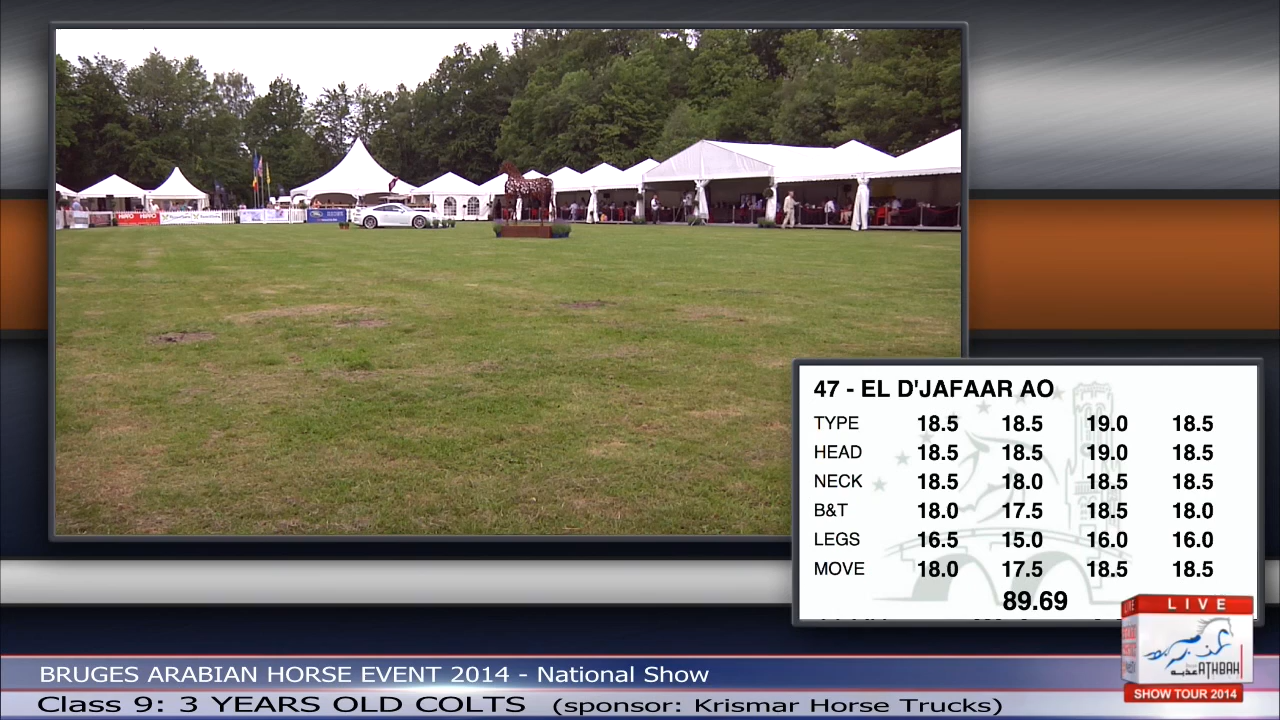 HIPPO
47 - EL D'JAFAAR AO
TYPE 18.5 18.5 19.0 18.5
HEAD 18.5 18.5 19.0 18.5
NECK 18.5 18.0 18.5 18.5
B&T 18.0 17.5 18.5 18.0
LEGS 16.5 15.0 16.0 16.0
MOVE 18.0 17.5 18.5 18.5
89.69
LIVE
ATHBAH
عذبه
SHOW TOUR 2014
BRUGES ARABIAN HORSE EVENT 2014 - National Show
Class 9: 3 YEARS OLD COLTS (sponsor: Krismar Horse Trucks)